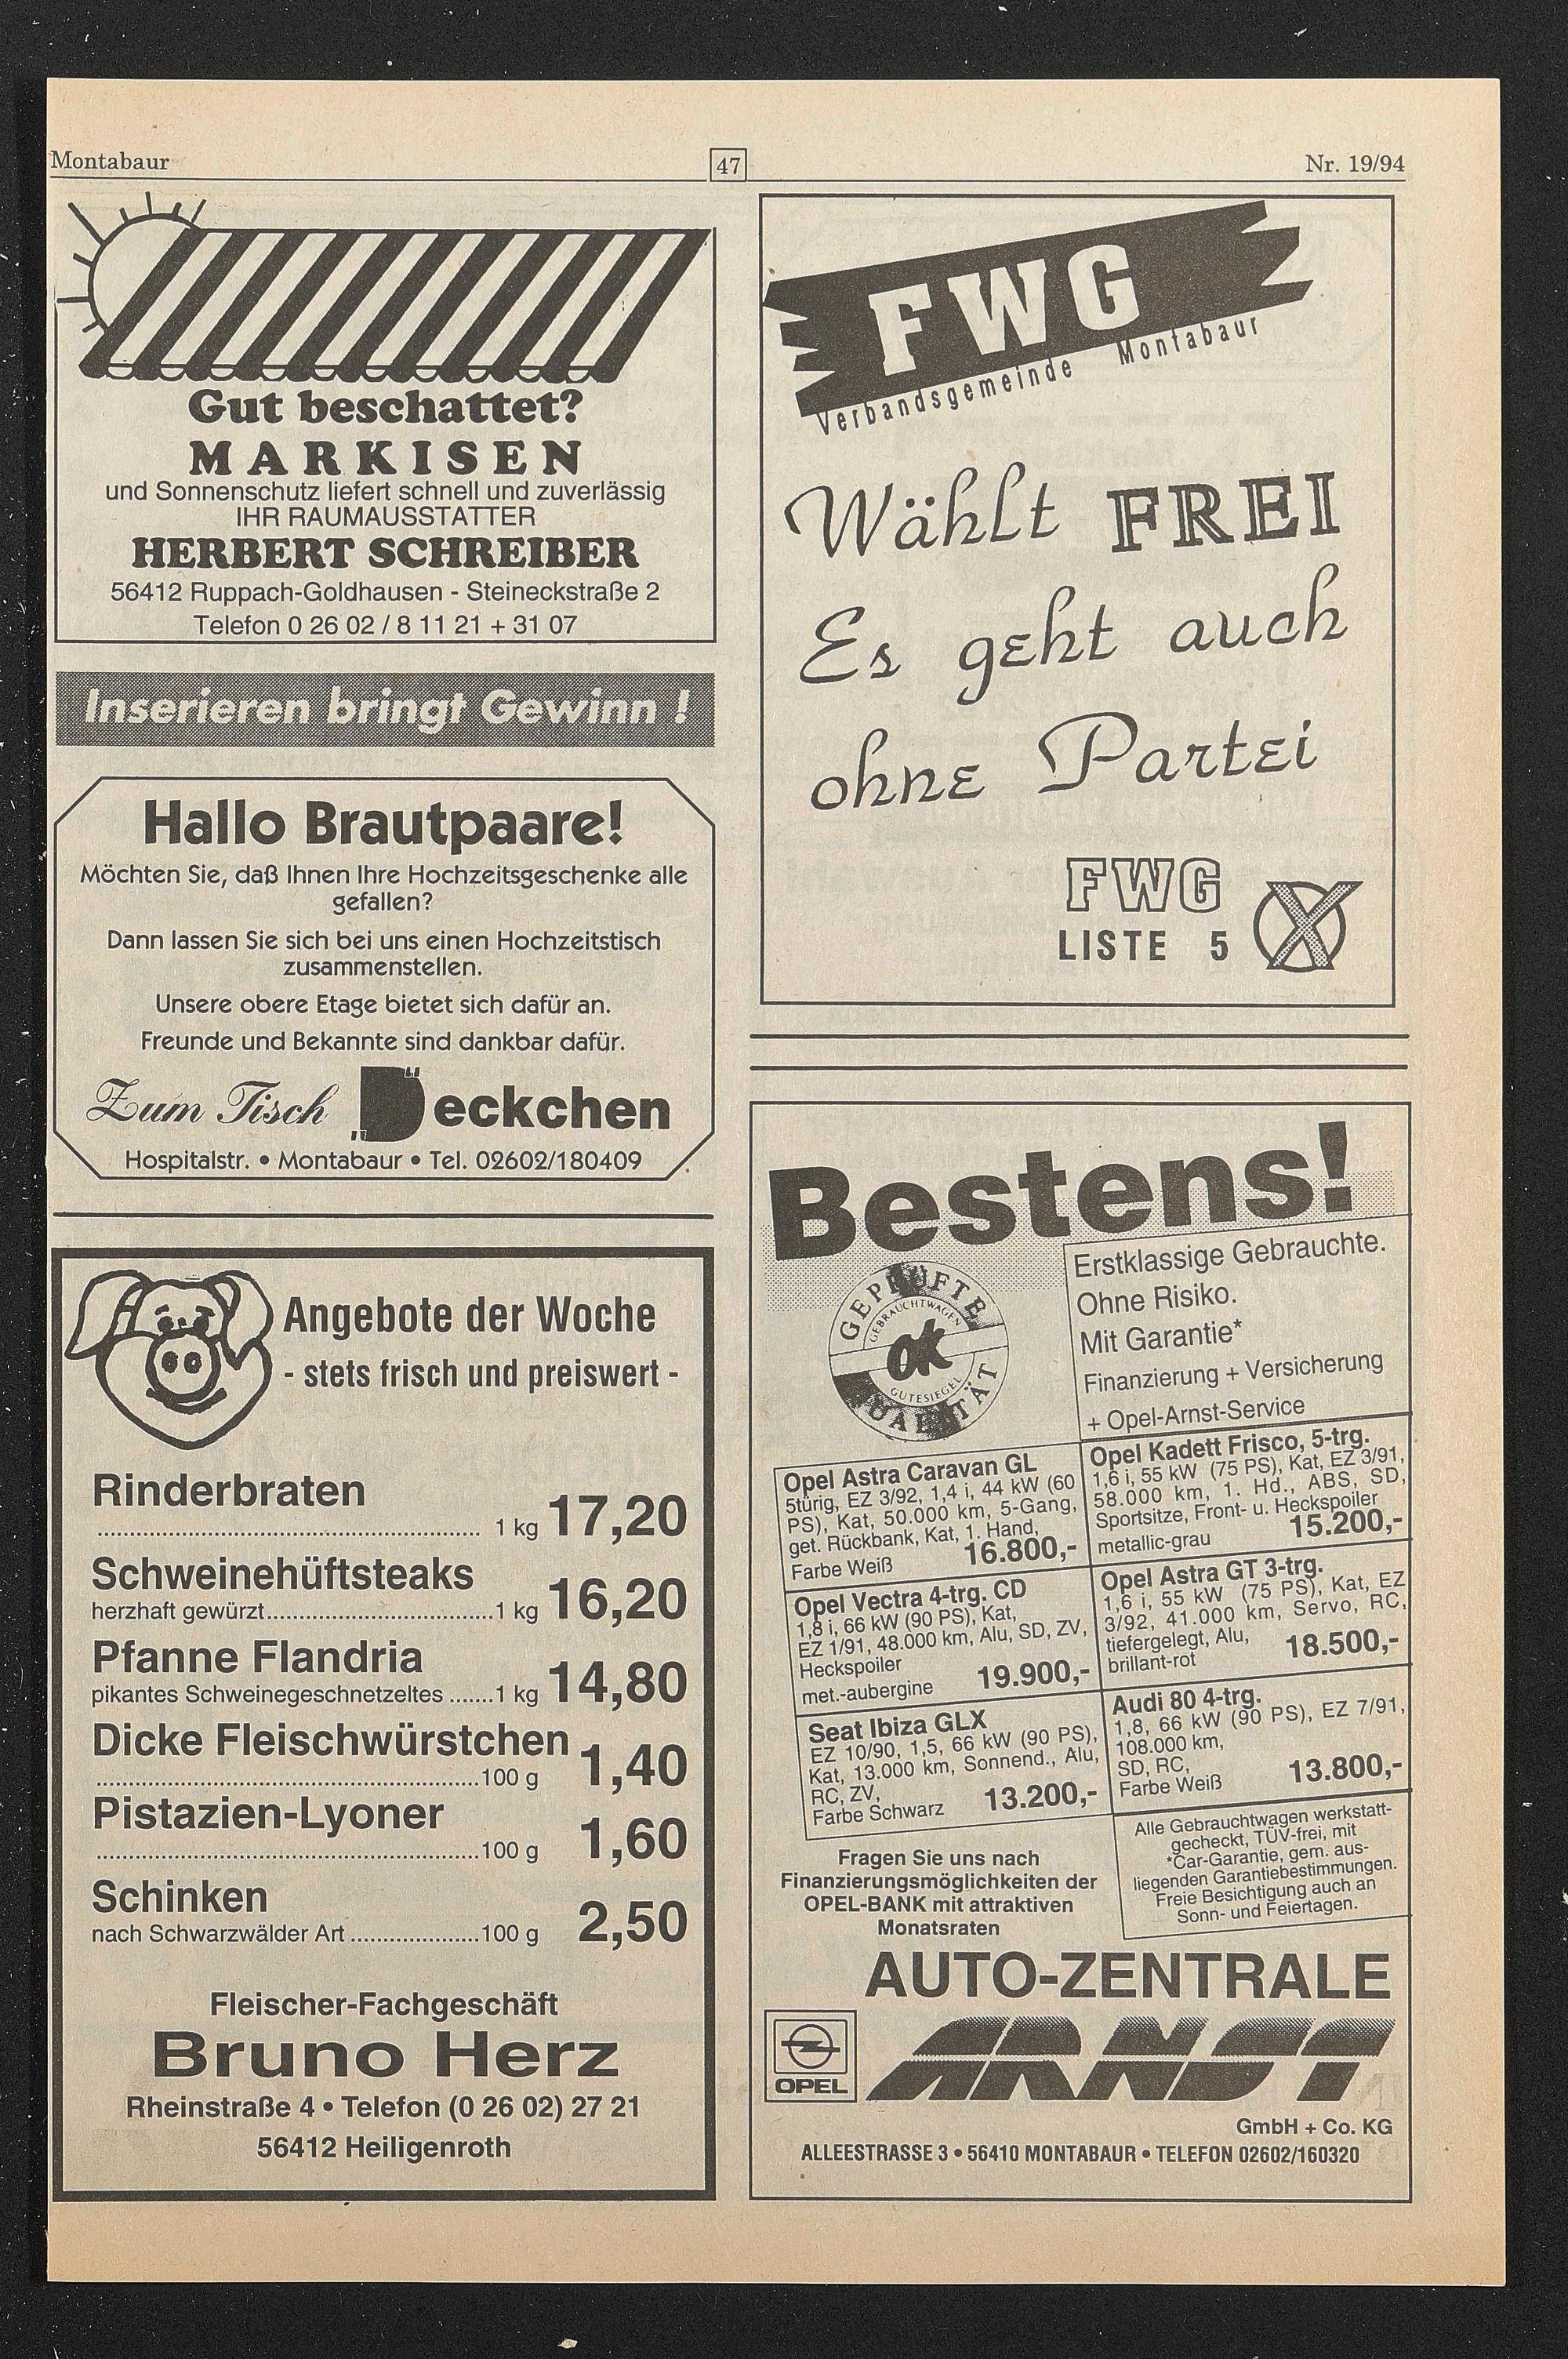 Montabaur
47
Nr. 19/94
Gut beschattet?
MARKISEN
und Sonnenschutz liefert schnell und zuverlässig
IHR RAUMAUSSTATTER
HERBERT SCHREIBER
56412 Ruppach-Goldhausen - Steineckstraße 2
Telefon 0 26 02 / 8 11 21 + 31 07
Inserieren bringt Gewinn !
Hallo Brautpaare!
Möchten Sie, daß Ihnen Ihre Hochzeitsgeschenke alle
gefallen?
Dann lassen Sie sich bei uns einen Hochzeitstisch
zusammenstellen.
Unsere obere Etage bietet sich dafür an.
Freunde und Bekannte sind dankbar dafür.
Zum Tisch „D“eckchen
Hospitalstr. • Montabaur • Tel. 02602/180409
Angebote der Woche
- stets frisch und preiswert -
Rinderbraten
................................................................ 1 kg 17,20
Schweinehüftsteaks
herzhaft gewürzt..................................1 kg 16,20
Pfanne Flandria
pikantes Schweinegeschnetzeltes .......1 kg 14,80
Dicke Fleischwürstchen
................................................................100 g 1,40
Pistazien-Lyoner
................................................................100 g 1,60
Schinken
nach Schwarzwälder Art ....................100 g 2,50
Fleischer-Fachgeschäft
Bruno Herz
Rheinstraße 4 • Telefon (0 26 02) 27 21
56412 Heiligenroth
FWG
Verbandsgemeinde Montabaur
Wählt FREI
Es geht auch
ohne Partei
FWG
LISTE 5 X
Bestens!
GEPRÜFTE
GEBRAUCHTWAGEN
OK
GÜTESIEGEL
QUALITÄT
Erstklassige Gebrauchte.
Ohne Risiko.
Mit Garantie*
Finanzierung + Versicherung
+ Opel-Arnst-Service
Opel Astra Caravan GL
5türig, EZ 3/92, 1,4 i, 44 kW (60
PS), Kat, 50.000 km, 5-Gang,
get. Rückbank, Kat, 1. Hand,
Farbe Weiß 16.800,-
Opel Kadett Frisco, 5-trg.
1,6 i, 55 kW (75 PS), Kat, EZ 3/91,
58.000 km, 1. Hd., ABS, SD,
Sportsitze, Front- u. Heckspoiler
metallic-grau 15.200,-
Opel Vectra 4-trg. CD
1,8 i, 66 kW (90 PS), Kat,
EZ 1/91, 48.000 km, Alu, SD, ZV,
Heckspoiler
met.-aubergine 19.900,-
Opel Astra GT 3-trg.
1,6 i, 55 kW (75 PS), Kat, EZ
3/92, 41.000 km, Servo, RC,
tiefergelegt, Alu,
brillant-rot 18.500,-
Seat Ibiza GLX
EZ 10/90, 1,5, 66 kW (90 PS),
Kat, 13.000 km, Sonnend., Alu,
RC, ZV,
Farbe Schwarz 13.200,-
Audi 80 4-trg.
1,8, 66 kW (90 PS), EZ 7/91,
108.000 km,
SD, RC,
Farbe Weiß 13.800,-
Fragen Sie uns nach
Finanzierungsmöglichkeiten der
OPEL-BANK mit attraktiven
Monatsraten
Alle Gebrauchtwagen werkstatt-
gecheckt, TÜV-frei, mit
*Car-Garantie, gem. aus-
liegenden Garantiebestimmungen.
Freie Besichtigung auch an
Sonn- und Feiertagen.
AUTO-ZENTRALE
OPEL
ARNST
GmbH + Co. KG
ALLEESTRASSE 3 • 56410 MONTABAUR • TELEFON 02602/160320